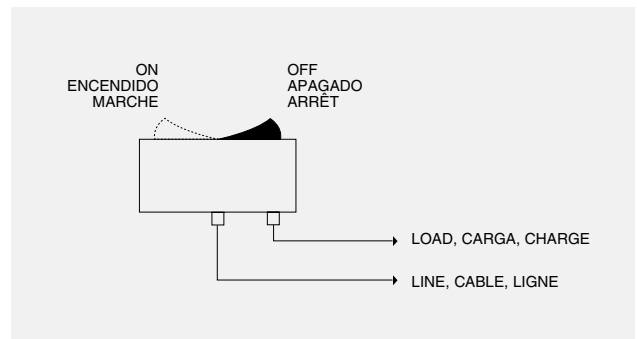 ON
ENCENDIDO
MARCHE
OFF
APAGADO
ARRÊT
LOAD, CARGA, CHARGE
LINE, CABLE, LIGNE